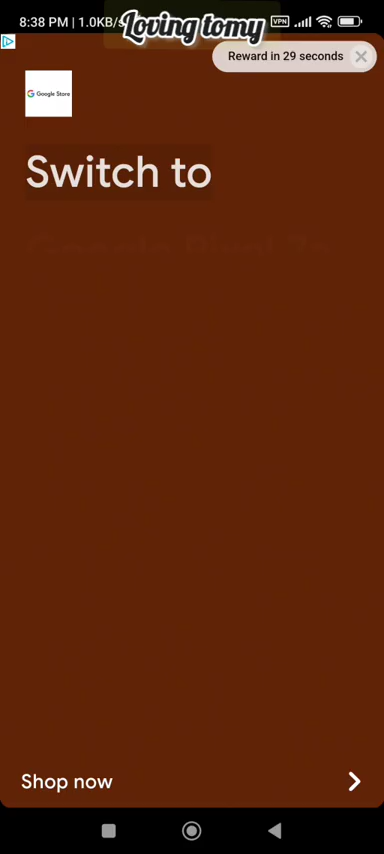 8:38 PM | 1.0KB/s
Loving tomy
VPN
Reward in 29 seconds
Google Store
Switch to
Shop now